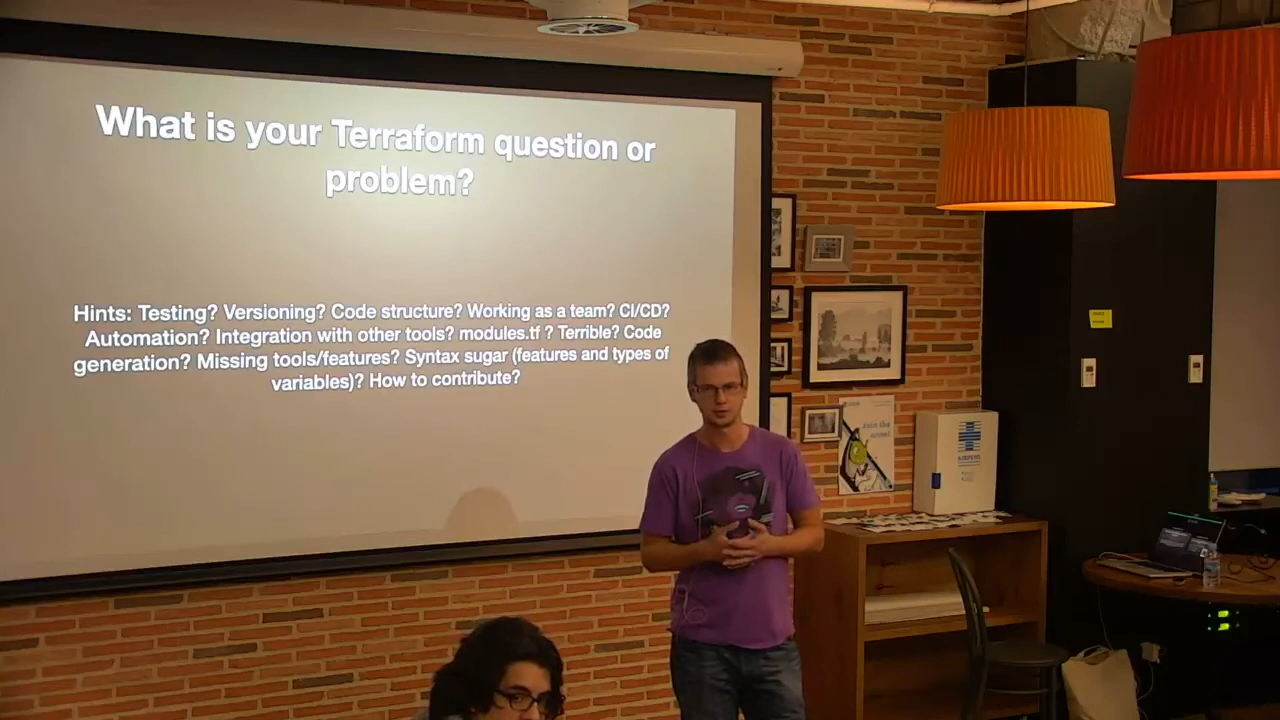 What is your Terraform question or
problem?
Hints: Testing? Versioning? Code structure? Working as a team? CI/CD?
Automation? Integration with other tools? modules.tf ? Terrible? Code
generation? Missing tools/features? Syntax sugar (features and types of
variables)? How to contribute?
Join the